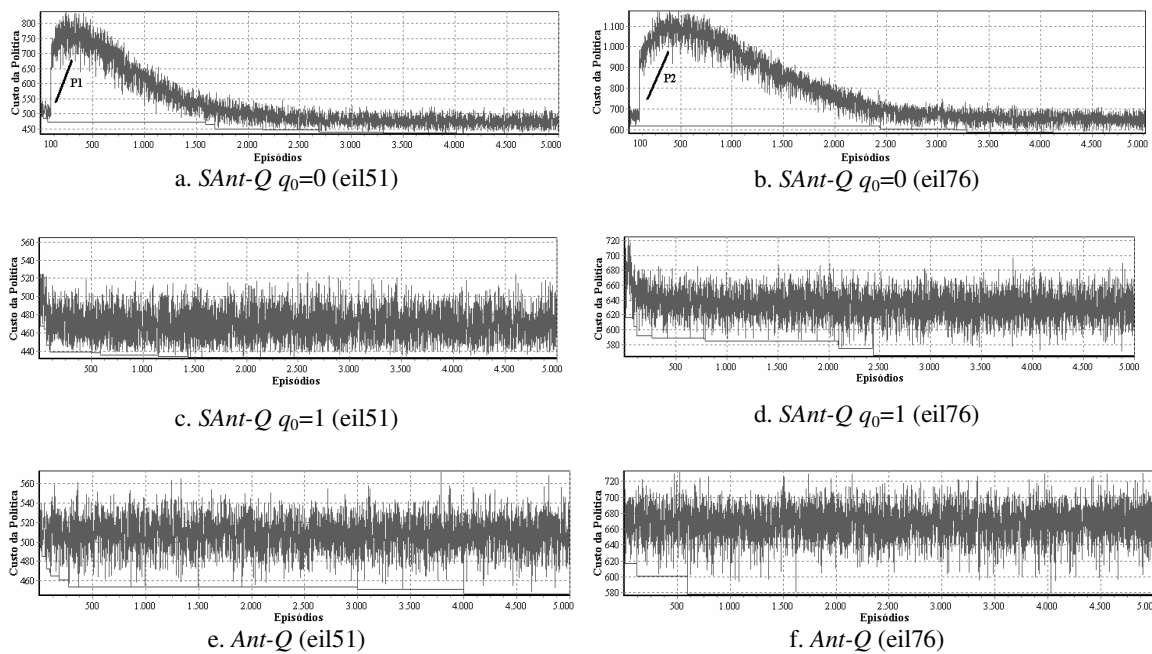 800
750
700
650
600
550
500
450
Custo da Política
P1
100 500 1.000 1.500 2.000 2.500 3.000 3.500 4.000 4.500 5.000
Episódios
a. SAnt-Q q0=0 (eil51)
1.100
1.000
900
800
700
600
Custo da Política
P2
100 500 1.000 1.500 2.000 2.500 3.000 3.500 4.000 4.500 5.000
Episódios
b. SAnt-Q q0=0 (eil76)
560
540
520
500
480
460
440
Custo da Política
500 1.000 1.500 2.000 2.500 3.000 3.500 4.000 4.500 5.000
Episódios
c. SAnt-Q q0=1 (eil51)
720
700
680
660
640
620
600
580
Custo da Política
500 1.000 1.500 2.000 2.500 3.000 3.500 4.000 4.500 5.000
Episódios
d. SAnt-Q q0=1 (eil76)
560
540
520
500
480
460
Custo da Política
500 1.000 1.500 2.000 2.500 3.000 3.500 4.000 4.500 5.000
Episódios
e. Ant-Q (eil51)
720
700
680
660
640
620
600
580
Custo da Política
500 1.000 1.500 2.000 2.500 3.000 3.500 4.000 4.500 5.000
Episódios
f. Ant-Q (eil76)